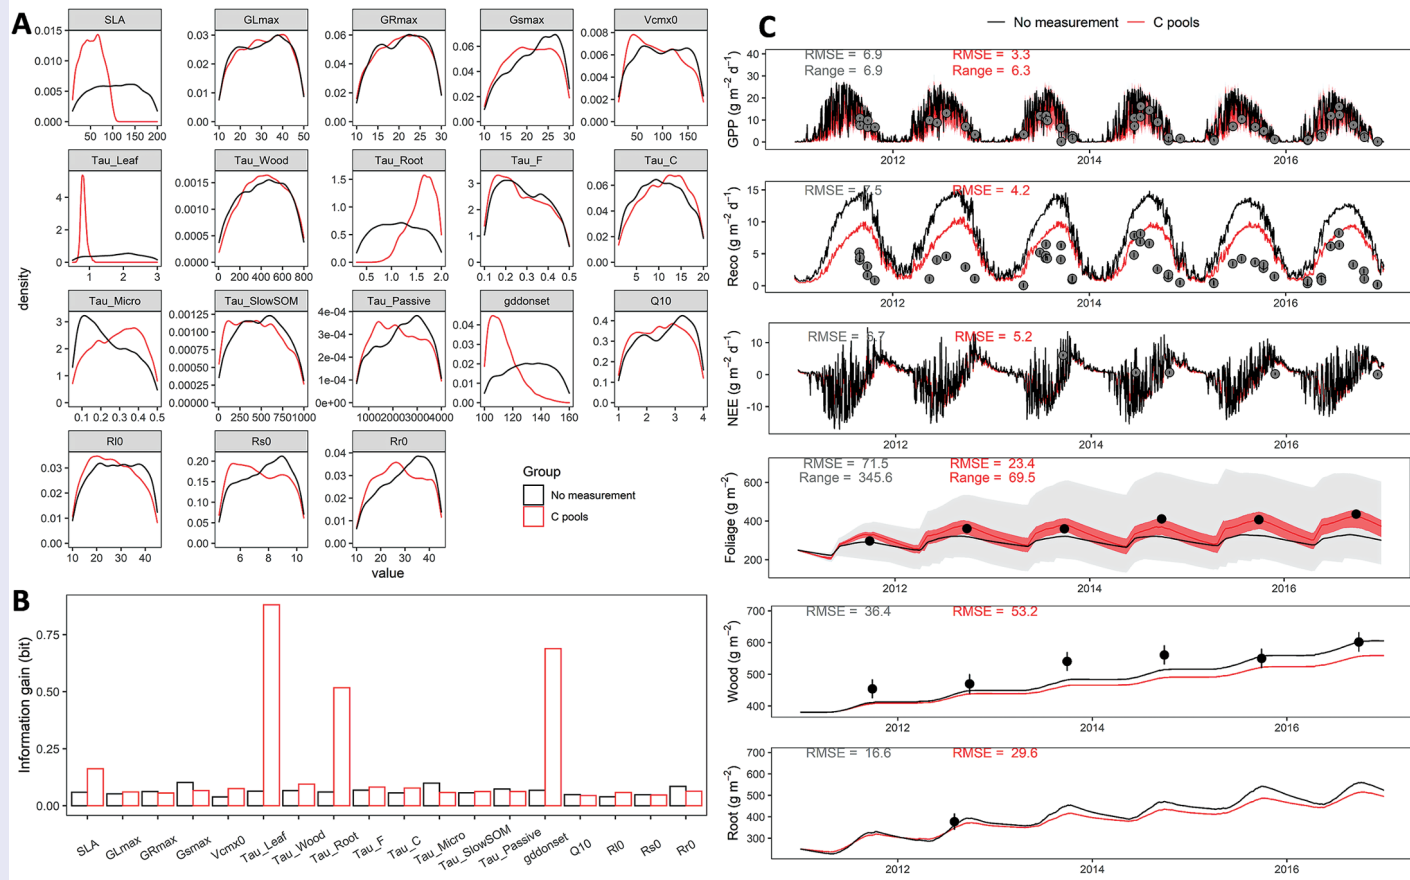 A
SLA
GLmax
GRmax
Gsmax
Vcmx0
0.015
0.010
0.005
0.000
50 100 150 200
0.03
0.02
0.01
0.00
10 20 30 40 50
0.06
0.04
0.02
0.00
10 15 20 25 30
0.06
0.04
0.02
0.00
10 15 20 25 30
0.008
0.006
0.004
0.002
0.000
50 100 150
Tau_Leaf
Tau_Wood
Tau_Root
Tau_F
Tau_C
4
2
0
1 2 3
0.0015
0.0010
0.0005
0.0000
0 200 400 600 800
1.5
1.0
0.5
0.0
0.5 1.0 1.5 2.0
3
2
1
0
0.1 0.2 0.3 0.4 0.5
0.06
0.04
0.02
0.00
5 10 15 20
density
Tau_Micro
Tau_SlowSOM
Tau_Passive
gddonset
Q10
3
2
1
0
0.1 0.2 0.3 0.4 0.5
0.00125
0.00100
0.00075
0.00050
0.00025
0.00000
0 250 500 750 1000
4e-04
3e-04
2e-04
1e-04
0e+00
1000200030004000
0.04
0.03
0.02
0.01
0.00
100 120 140 160
0.4
0.3
0.2
0.1
0.0
1 2 3 4
Rl0
Rs0
Rr0
0.03
0.02
0.01
0.00
10 20 30 40
0.20
0.15
0.10
0.05
0.00
6 8 10
0.04
0.03
0.02
0.01
0.00
10 20 30 40
value
Group
No measurement
C pools
B
Information gain (bit)
0.75
0.50
0.25
0.00
SLA
GLmax
GRmax
Gsmax
Vcmx0
Tau_Leaf
Tau_Wood
Tau_Root
Tau_F
Tau_C
Tau_Micro
Tau_SlowSOM
Tau_Passive
gddonset
Q10
Rl0
Rs0
Rr0
C
No measurement C pools
GPP (g m⁻² d⁻¹)
40
30
20
10
0
RMSE = 6.9 RMSE = 3.3
Range = 6.9 Range = 6.3
2012 2014 2016
Reco (g m⁻² d⁻¹)
15
10
5
0
RMSE = 7.5 RMSE = 4.2
2012 2014 2016
NEE (g m⁻² d⁻¹)
10
0
-10
RMSE = 6.7 RMSE = 5.2
2012 2014 2016
Foliage (g m⁻²)
600
400
200
RMSE = 71.5 RMSE = 23.4
Range = 345.6 Range = 69.5
2012 2014 2016
Wood (g m⁻²)
700
600
500
400
RMSE = 36.4 RMSE = 53.2
2012 2014 2016
Root (g m⁻²)
700
600
500
400
300
RMSE = 16.6 RMSE = 29.6
2012 2014 2016